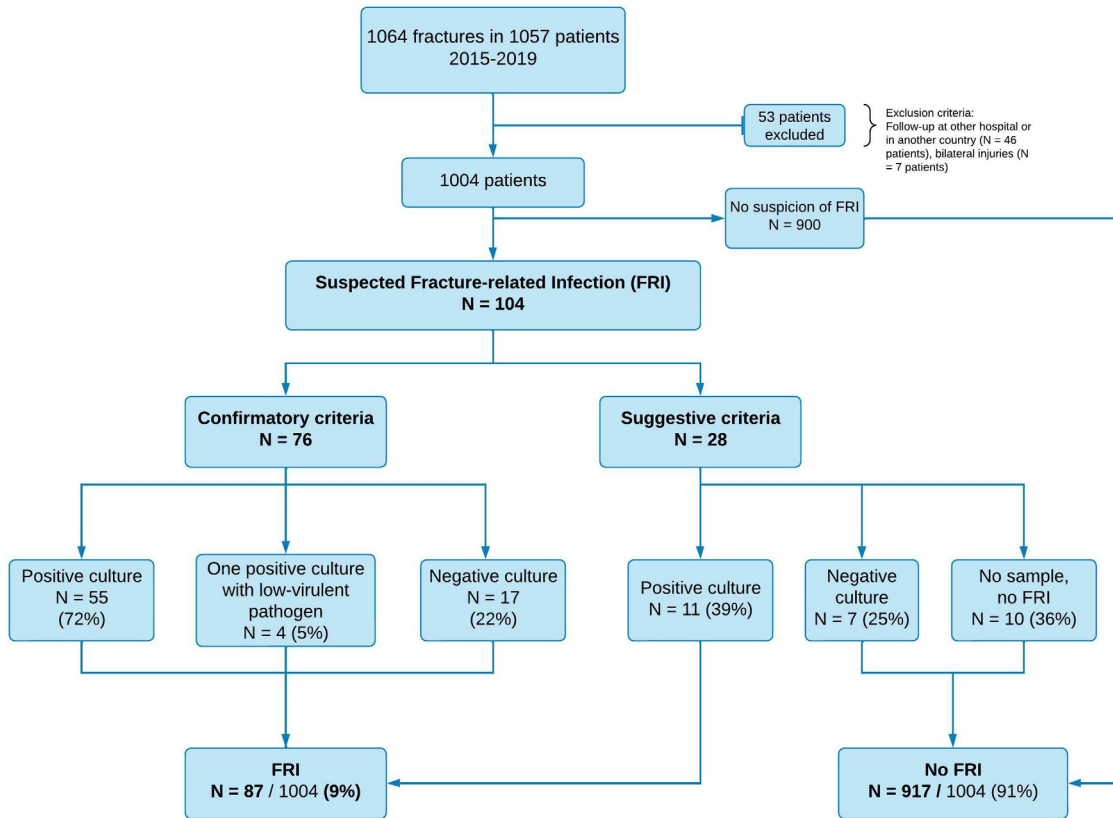 1064 fractures in 1057 patients
2015-2019
53 patients
excluded
Exclusion criteria:
Follow-up at other hospital or
in another country (N = 46
patients), bilateral injuries (N
= 7 patients)
1004 patients
No suspicion of FRI
N = 900
Suspected Fracture-related Infection (FRI)
N = 104
Confirmatory criteria
N = 76
Suggestive criteria
N = 28
Positive culture
N = 55
(72%)
One positive culture
with low-virulent
pathogen
N = 4 (5%)
Negative culture
N = 17
(22%)
Positive culture
N = 11 (39%)
Negative
culture
N = 7 (25%)
No sample,
no FRI
N = 10 (36%)
FRI
N = 87 / 1004 (9%)
No FRI
N = 917 / 1004 (91%)